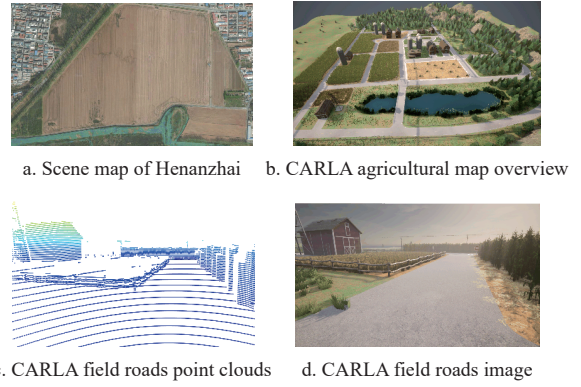 a. Scene map of Henanzhai
b. CARLA agricultural map overview
. CARLA field roads point clouds
d. CARLA field roads image